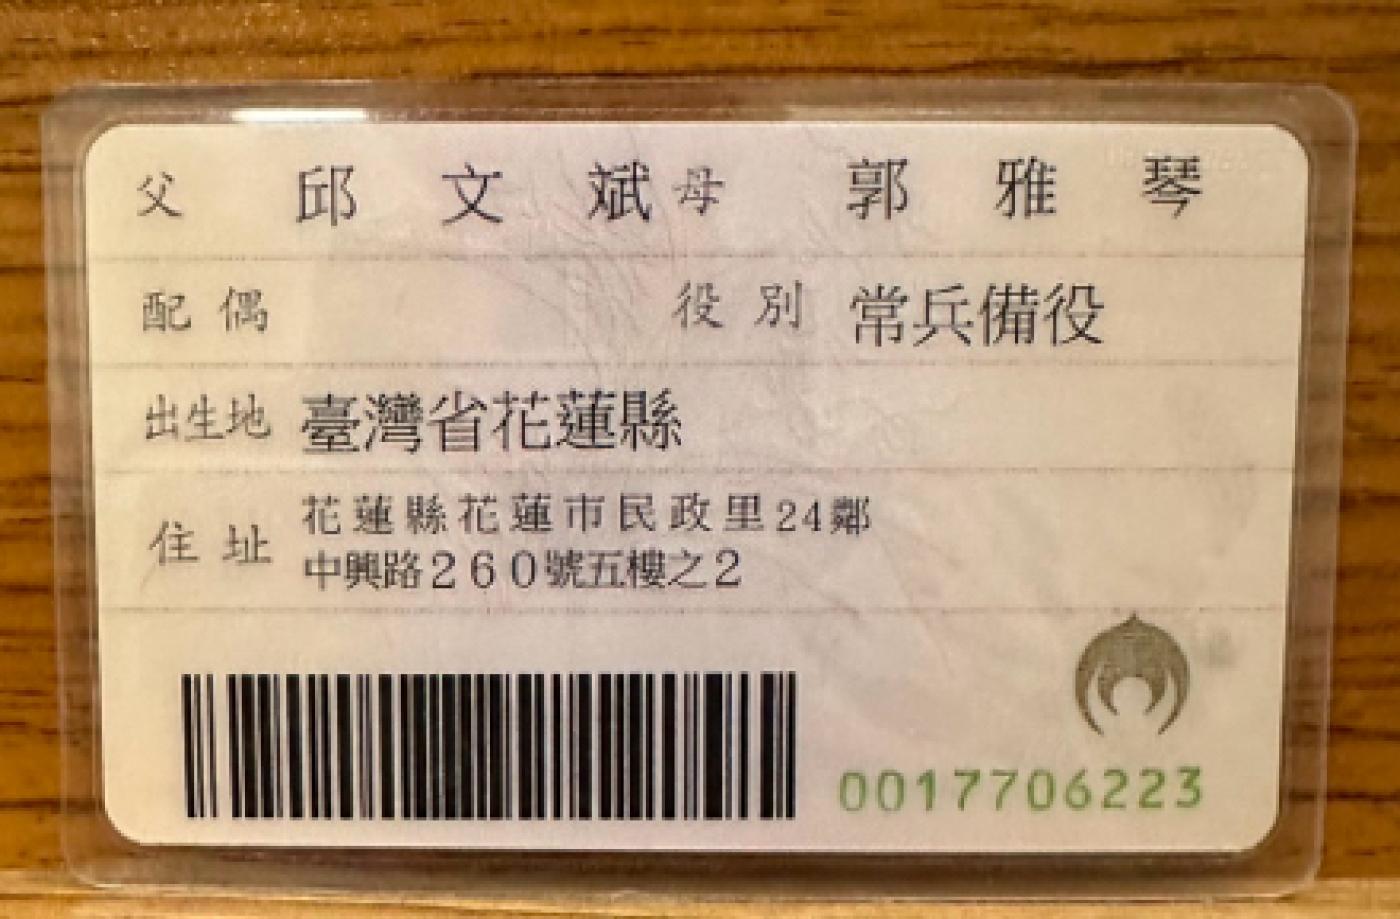 父 邱文斌 母 郭雅琴
配偶 役別 常兵備役
出生地 臺灣省花蓮縣
住址 花蓮縣花蓮市民政里24鄰
中興路260號五樓之2
0017706223